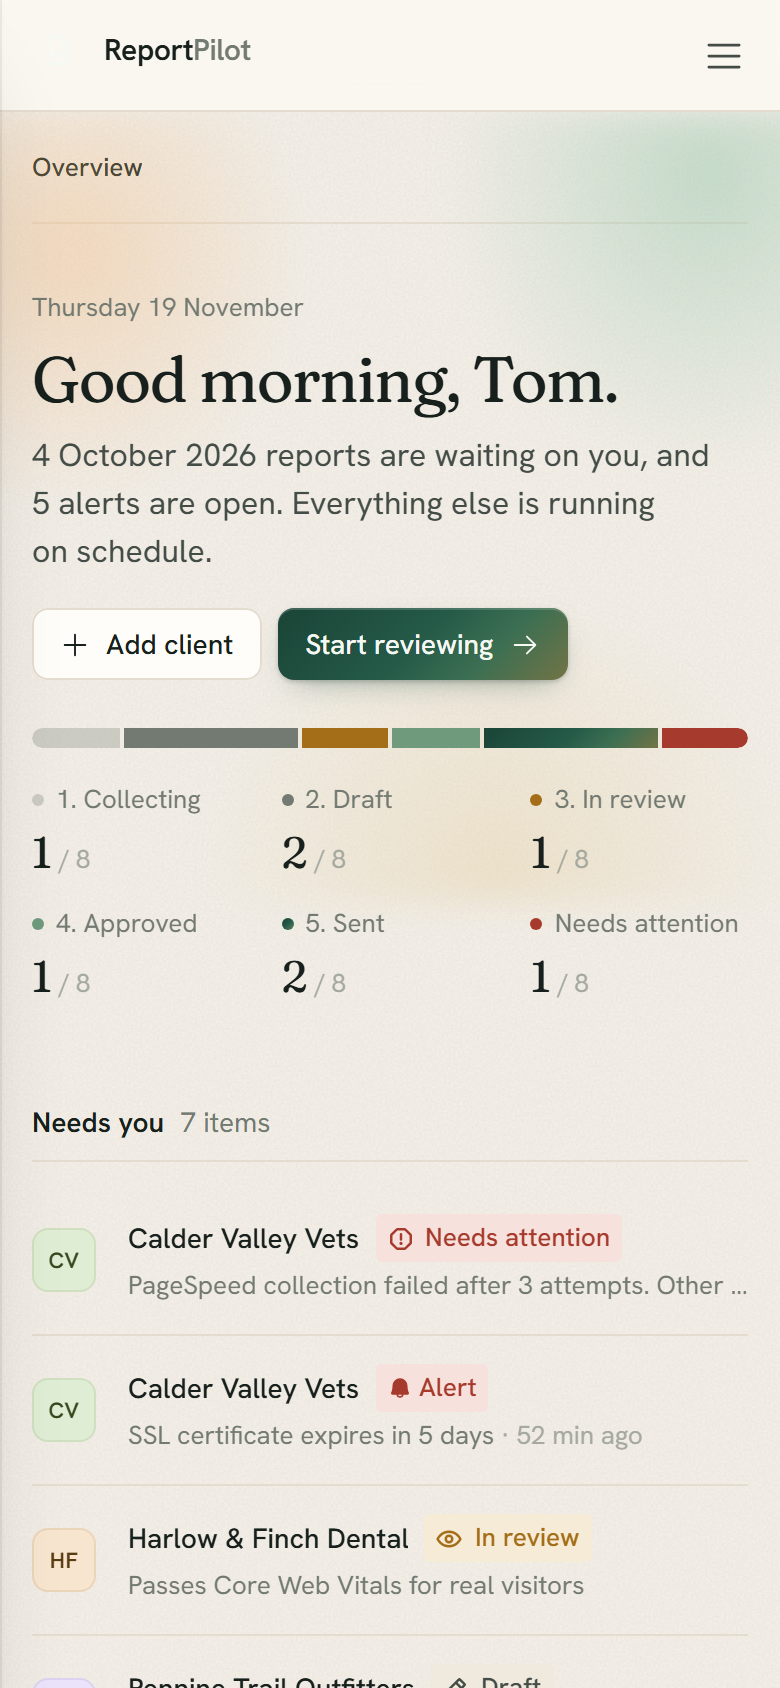 ReportPilot
Overview
Thursday 19 November
Good morning, Tom.
4 October 2026 reports are waiting on you, and
5 alerts are open. Everything else is running
on schedule.
Add client
Start reviewing
1. Collecting
2. Draft
3. In review
1 / 8
2 / 8
1 / 8
4. Approved
5. Sent
Needs attention
1 / 8
2 / 8
1 / 8
Needs you 7 items
CV
Calder Valley Vets
Needs attention
PageSpeed collection failed after 3 attempts. Other ...
CV
Calder Valley Vets
Alert
SSL certificate expires in 5 days · 52 min ago
HF
Harlow & Finch Dental
In review
Passes Core Web Vitals for real visitors
Pennine Trail Outfitters
Draft